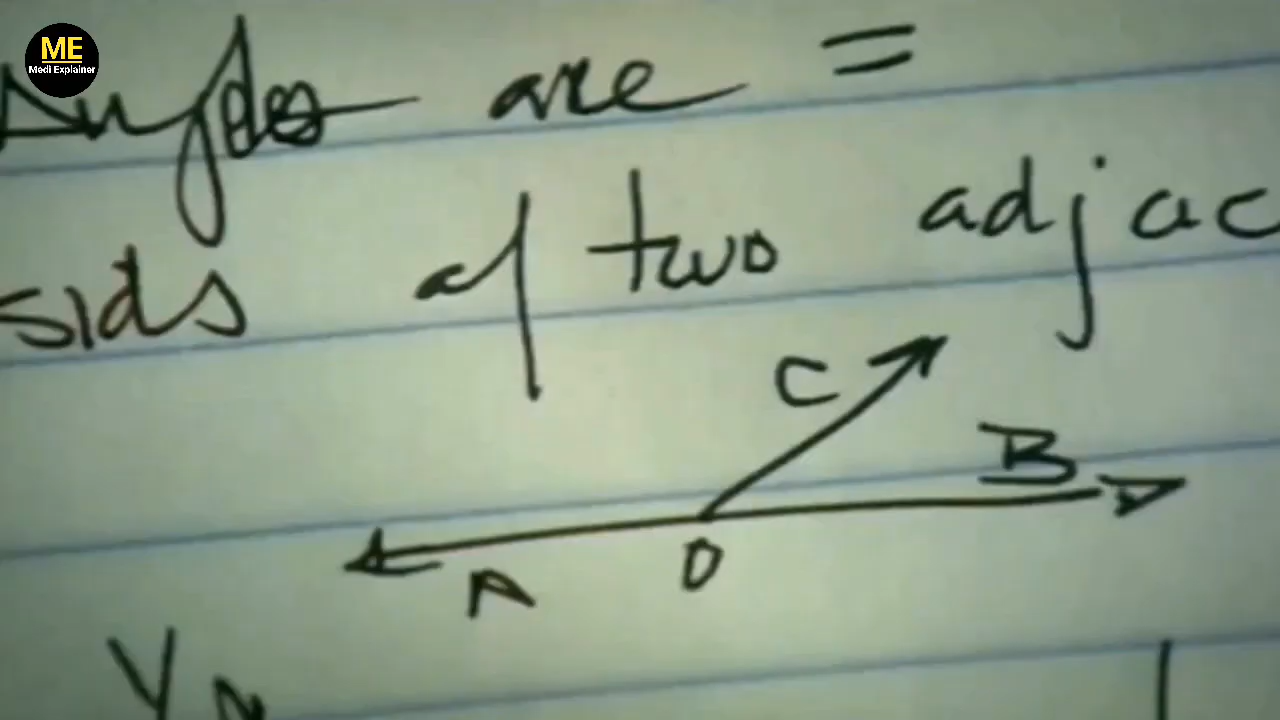 ME
Medi Explainer
Angles are =
sids of two adjac
C
B
A
O